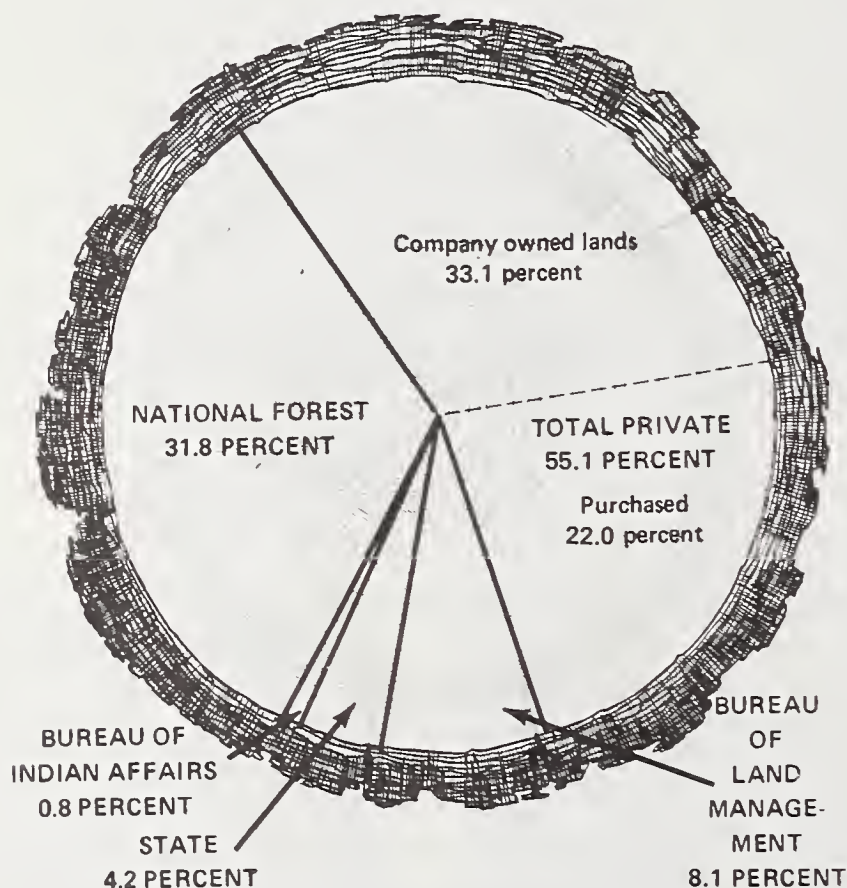 Company owned lands
33.1 percent
NATIONAL FOREST
31.8 PERCENT
TOTAL PRIVATE
55.1 PERCENT
Purchased
22.0 percent
BUREAU OF
INDIAN AFFAIRS
0.8 PERCENT
STATE
4.2 PERCENT
BUREAU
OF
LAND
MANAGE-
MENT
8.1 PERCENT